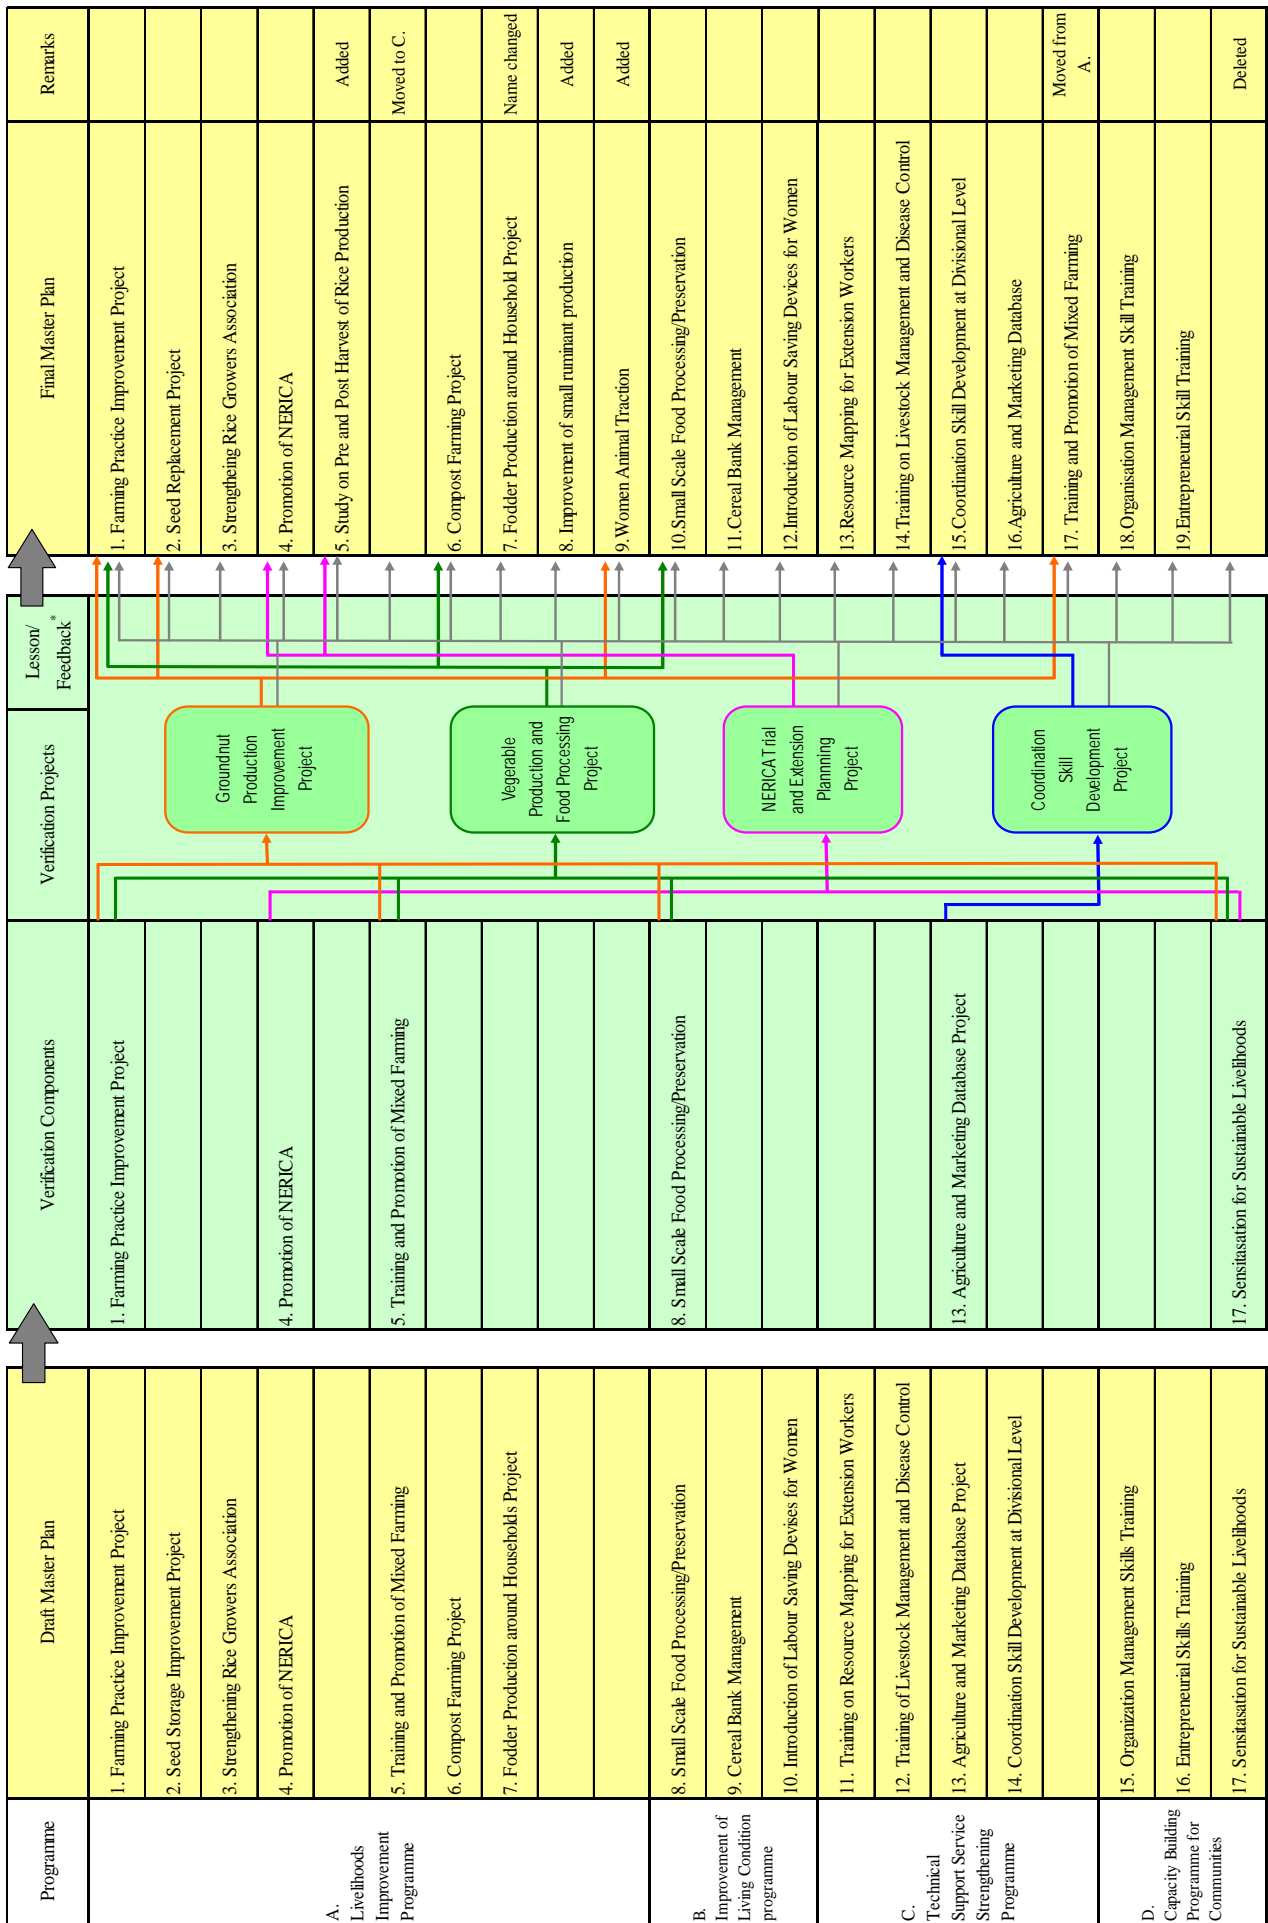 Programme
Draft Master Plan
Verification Components
Verification Projects
Lesson/
Feedback*
Final Master Plan
Remarks
A.
Livelihoods
Improvement
Programme
1. Farming Practice Improvement Project
1. Farming Practice Improvement Project
1. Farming Practice Improvement Project
2. Seed Storage Improvement Project
2. Seed Replacement Project
3. Strengthening Rice Growers Association
3. Strengtheing Rice Growers Association
4. Promotion of NERICA
4. Promotion of NERICA
4. Promotion of NERICA
5. Study on Pre and Post Harvest of Rice Production
Added
5. Training and Promotion of Mixed Farming
5. Training and Promotion of Mixed Farming
Moved to C.
6. Compost Farming Project
6. Compost Farming Project
7. Fodder Production around Households Project
7. Fodder Production around Household Project
Name changed
8. Improvement of small ruminant production
Added
9. Women Animal Traction
Added
B.
Improvement of
Living Condition
programme
8. Small Scale Food Processing/Preservation
8. Small Scale Food Processing/Preservation
10.Small Scale Food Processing/Preservation
9. Cereal Bank Management
11.Cereal Bank Management
10. Introduction of Labour Saving Devises for Women
12.Introduction of Labour Saving Devices for Women
C.
Technical
Support Service
Strengthening
Programme
11. Training on Resource Mapping for Extension Workers
13.Resource Mapping for Extension Workers
12. Training of Livestock Management and Disease Control
14.Training on Livestock Management and Disease Control
13. Agriculture and Marketing Database Project
13. Agriculture and Marketing Database Project
15.Coordination Skill Development at Divisional Level
14. Coordination Skill Development at Divisional Level
16.Agriculture and Marketing Database
17. Training and Promotion of Mixed Farming
Moved from
A.
D.
Capacity Building
Programme for
Communities
15. Organization Management Skills Training
18.Organisation Management Skill Training
16. Entrepreneurial Skills Training
19.Entrepreneurial Skill Training
17. Sensitasation for Sustainable Livelihoods
17. Sensitasation for Sustainable Livelihoods
Deleted
Groundnut
Production
Improvement
Project
Vegerable
Production and
Food Processing
Project
NERICA Trial
and Extension
Plannning
Project
Coordination
Skill
Development
Project